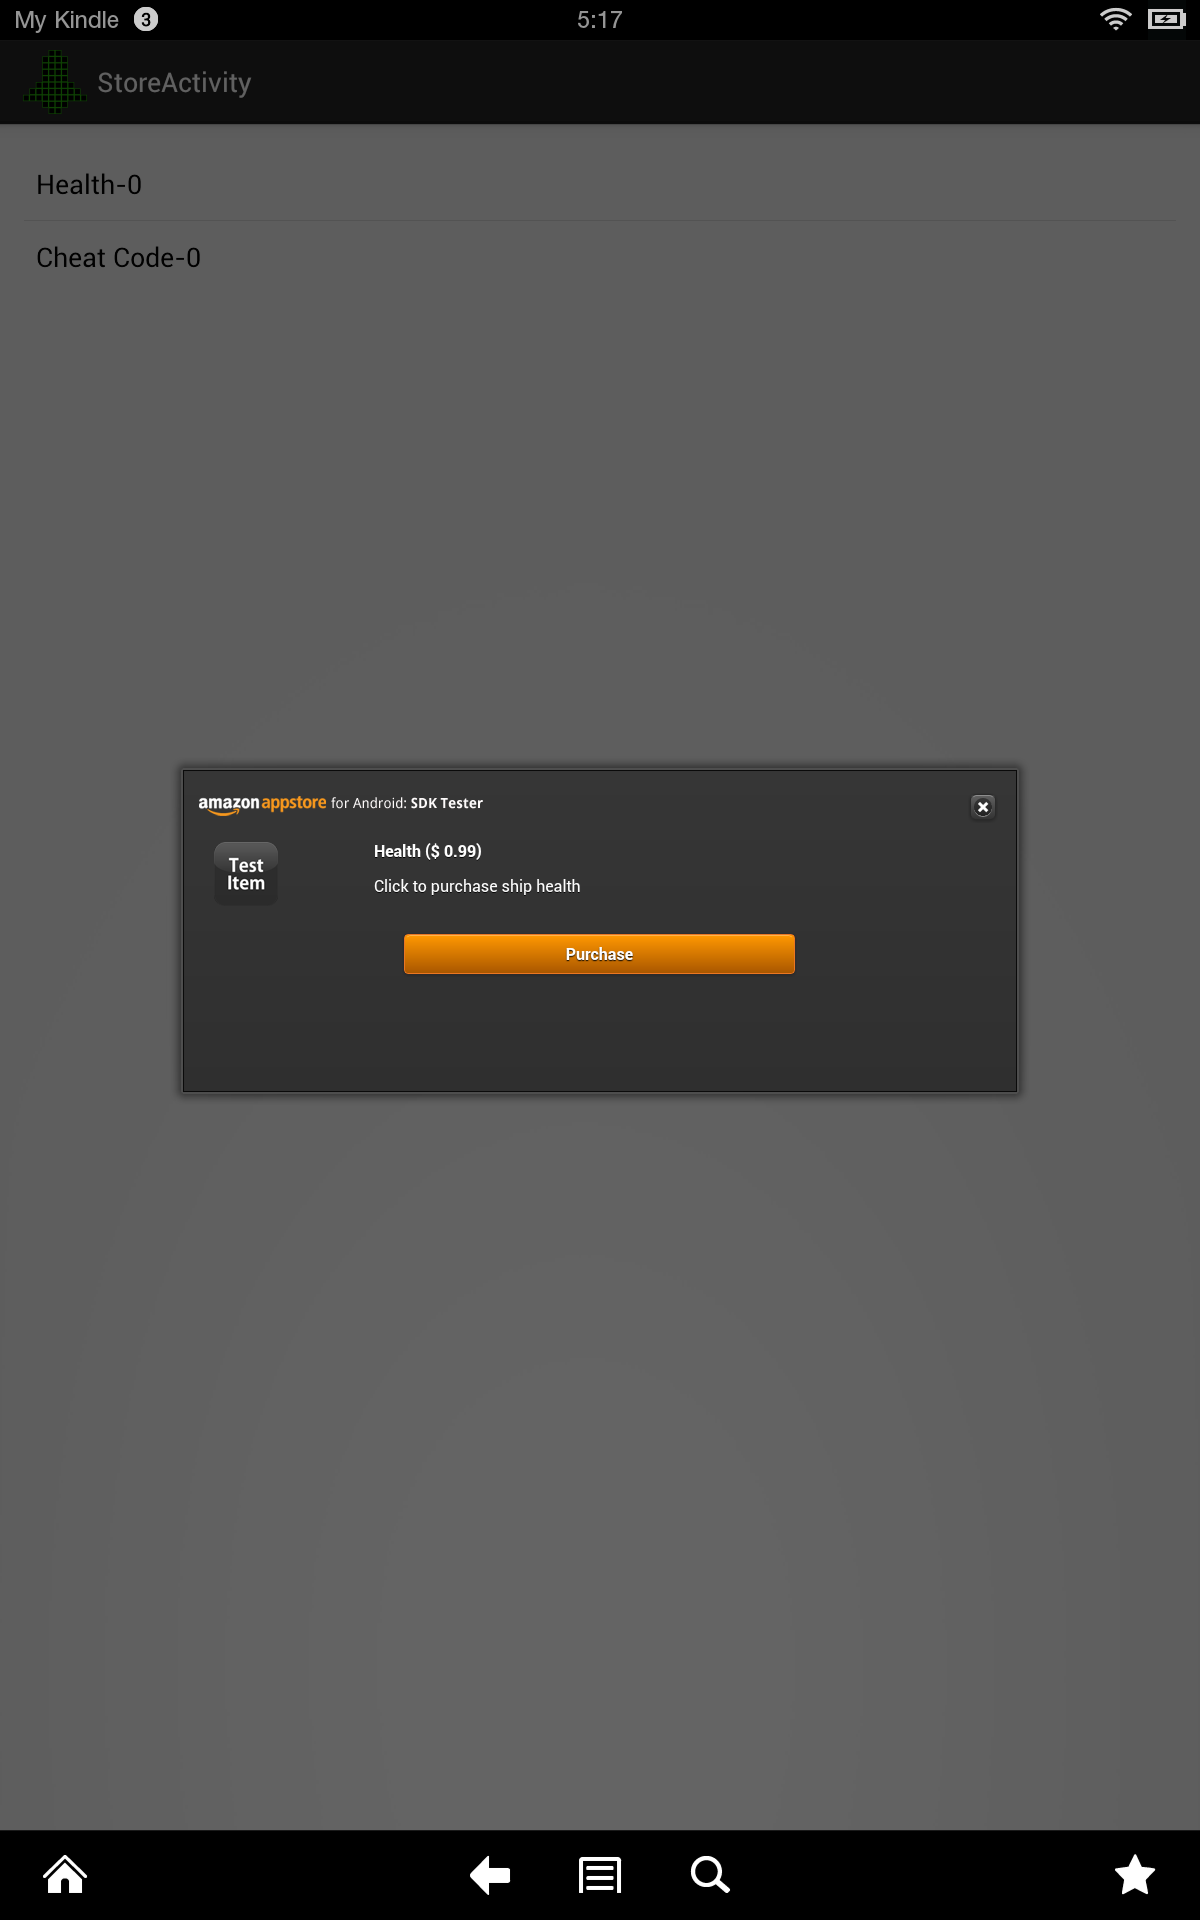 My Kindle 3 5:17
StoreActivity
Health-0
Cheat Code-0
amazon appstore for Android: SDK Tester
Test
Item
Health ($ 0.99)
Click to purchase ship health
Purchase